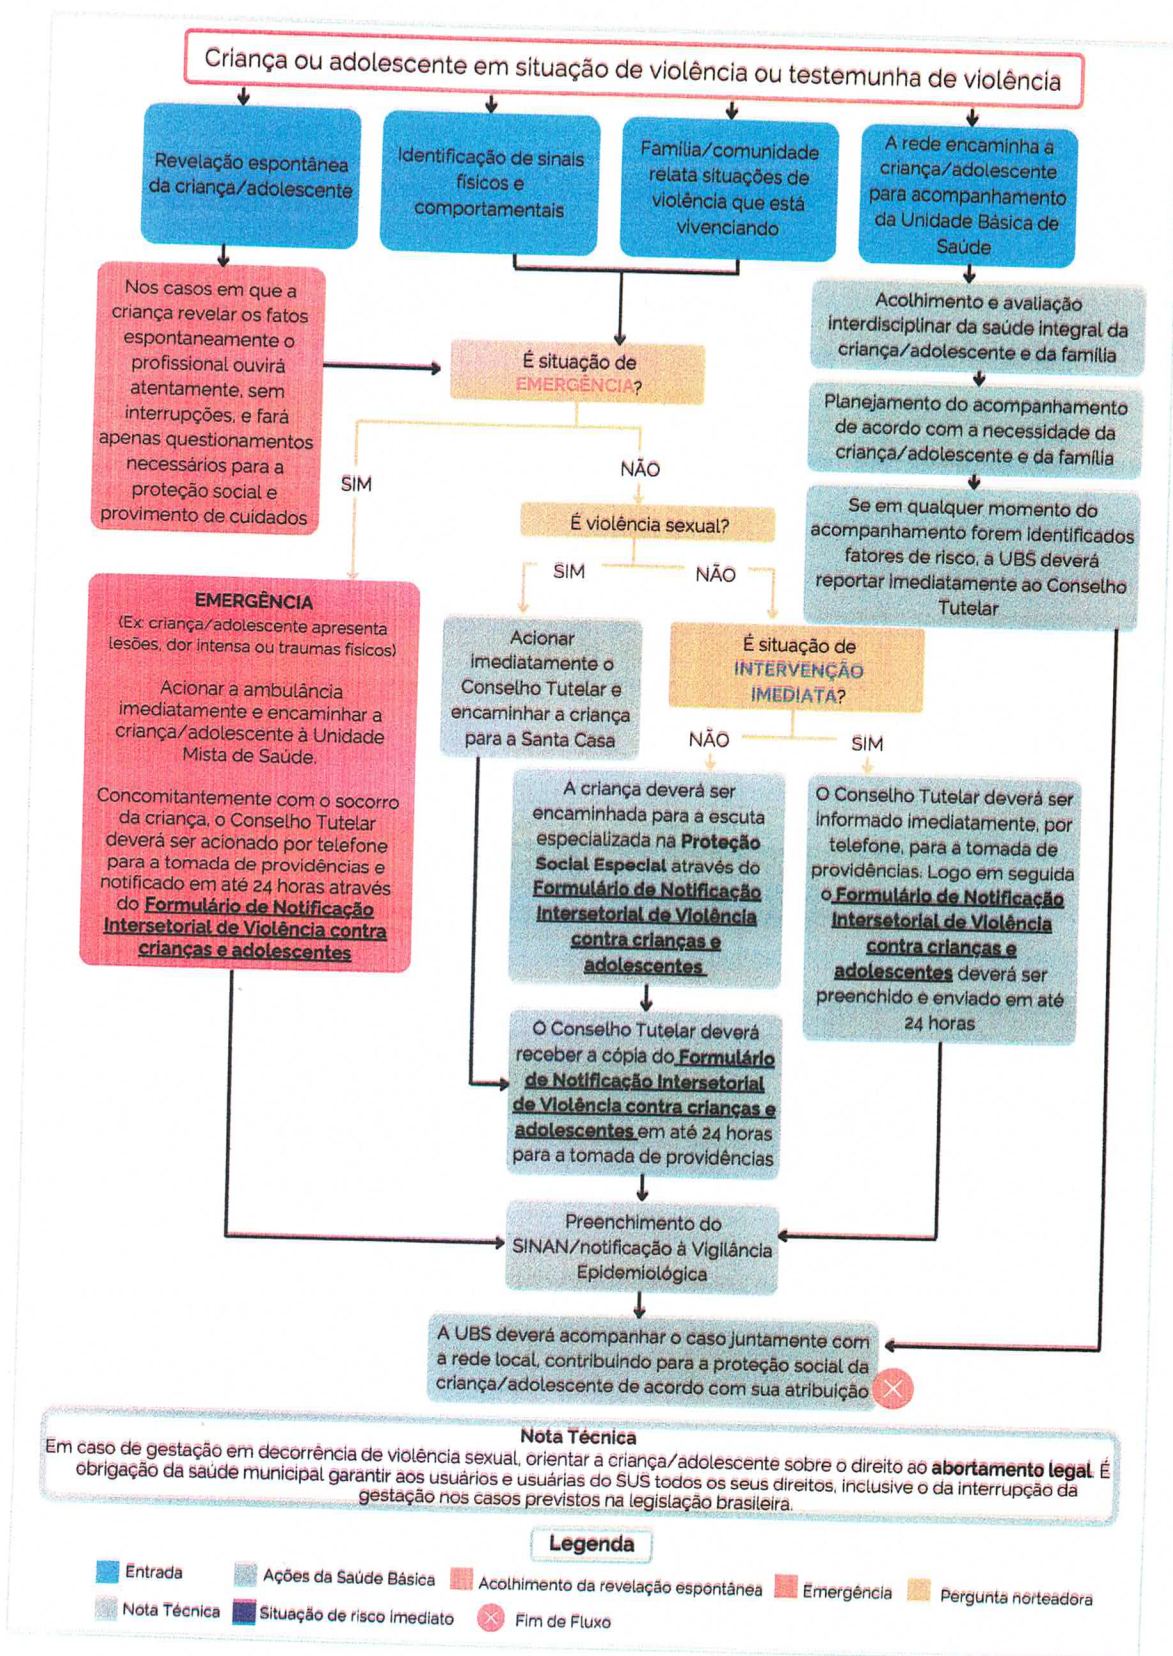 Criança ou adolescente em situação de violência ou testemunha de violência
Revelação espontânea
da criança/adolescente
Identificação de sinais
físicos e
comportamentais
Família/comunidade
relata situações de
violência que está
vivenciando
A rede encaminha a
criança/adolescente
para acompanhamento
da Unidade Básica de
Saúde
Nos casos em que a
criança revelar os fatos
espontaneamente o
profissional ouvirá
atentamente, sem
interrupções, e fará
apenas questionamentos
necessários para a
proteção social e
provimento de cuidados
É situação de
EMERGÊNCIA?
Acolhimento e avaliação
interdisciplinar da saúde integral da
criança/adolescente e da família
Planejamento do acompanhamento
de acordo com a necessidade da
criança/adolescente e da família
Se em qualquer momento do
acompanhamento forem identificados
fatores de risco, a UBS deverá
reportar imediatamente ao Conselho
Tutelar
SIM
NÃO
É violência sexual?
SIM
NÃO
EMERGÊNCIA
(Ex: criança/adolescente apresenta
lesões, dor intensa ou traumas físicos)
Acionar a ambulância
imediatamente e encaminhar a
criança/adolescente à Unidade
Mista de Saúde.
Concomitantemente com o socorro
da criança, o Conselho Tutelar
deverá ser acionado por telefone
para a tomada de providências e
notificado em até 24 horas através
do Formulário de Notificação
Intersetorial de Violência contra
crianças e adolescentes
Acionar
imediatamente o
Conselho Tutelar e
encaminhar a criança
para a Santa Casa
É situação de
INTERVENÇÃO
IMEDIATA?
NÃO
SIM
A criança deverá ser
encaminhada para a escuta
especializada na Proteção
Social Especial através do
Formulário de Notificação
Intersetorial de Violência
contra crianças e
adolescentes
O Conselho Tutelar deverá ser
informado imediatamente, por
telefone, para a tomada de
providências. Logo em seguida
o Formulário de Notificação
Intersetorial de Violência
contra crianças e
adolescentes deverá ser
preenchido e enviado em até
24 horas
O Conselho Tutelar deverá
receber a cópia do Formulário
de Notificação Intersetorial
de Violência contra crianças e
adolescentes em até 24 horas
para a tomada de providências
Preenchimento do
SINAN/notificação à Vigilância
Epidemiológica
A UBS deverá acompanhar o caso juntamente com
a rede local, contribuindo para a proteção social da
criança/adolescente de acordo com sua atribuição
Nota Técnica
Em caso de gestação em decorrência de violência sexual, orientar a criança/adolescente sobre o direito ao abortamento legal. É
obrigação da saúde municipal garantir aos usuários e usuárias do SUS todos os seus direitos, inclusive o da interrupção da
gestação nos casos previstos na legislação brasileira.
Legenda
Entrada
Ações da Saúde Básica
Acolhimento da revelação espontânea
Emergência
Pergunta norteadora
Nota Técnica
Situação de risco imediato
Fim de Fluxo